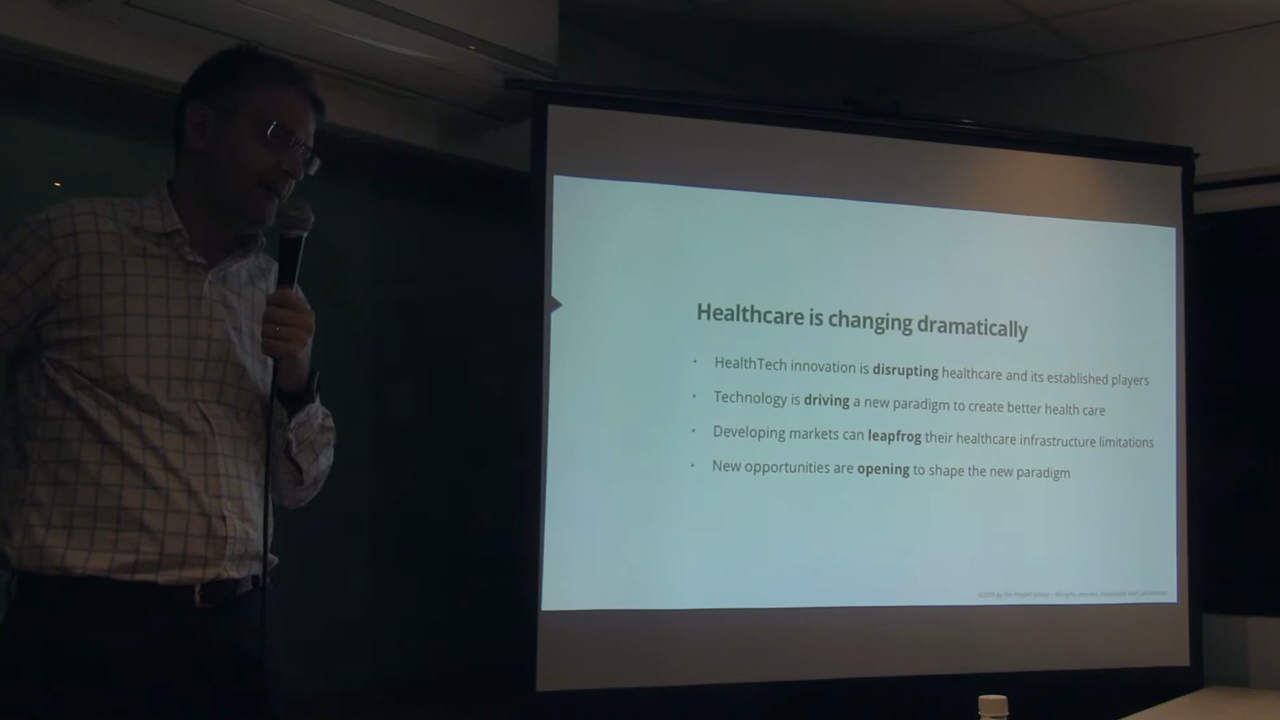 Healthcare is changing dramatically
• HealthTech innovation is disrupting healthcare and its established players
• Technology is driving a new paradigm to create better health care
• Developing markets can leapfrog their healthcare infrastructure limitations
• New opportunities are opening to shape the new paradigm